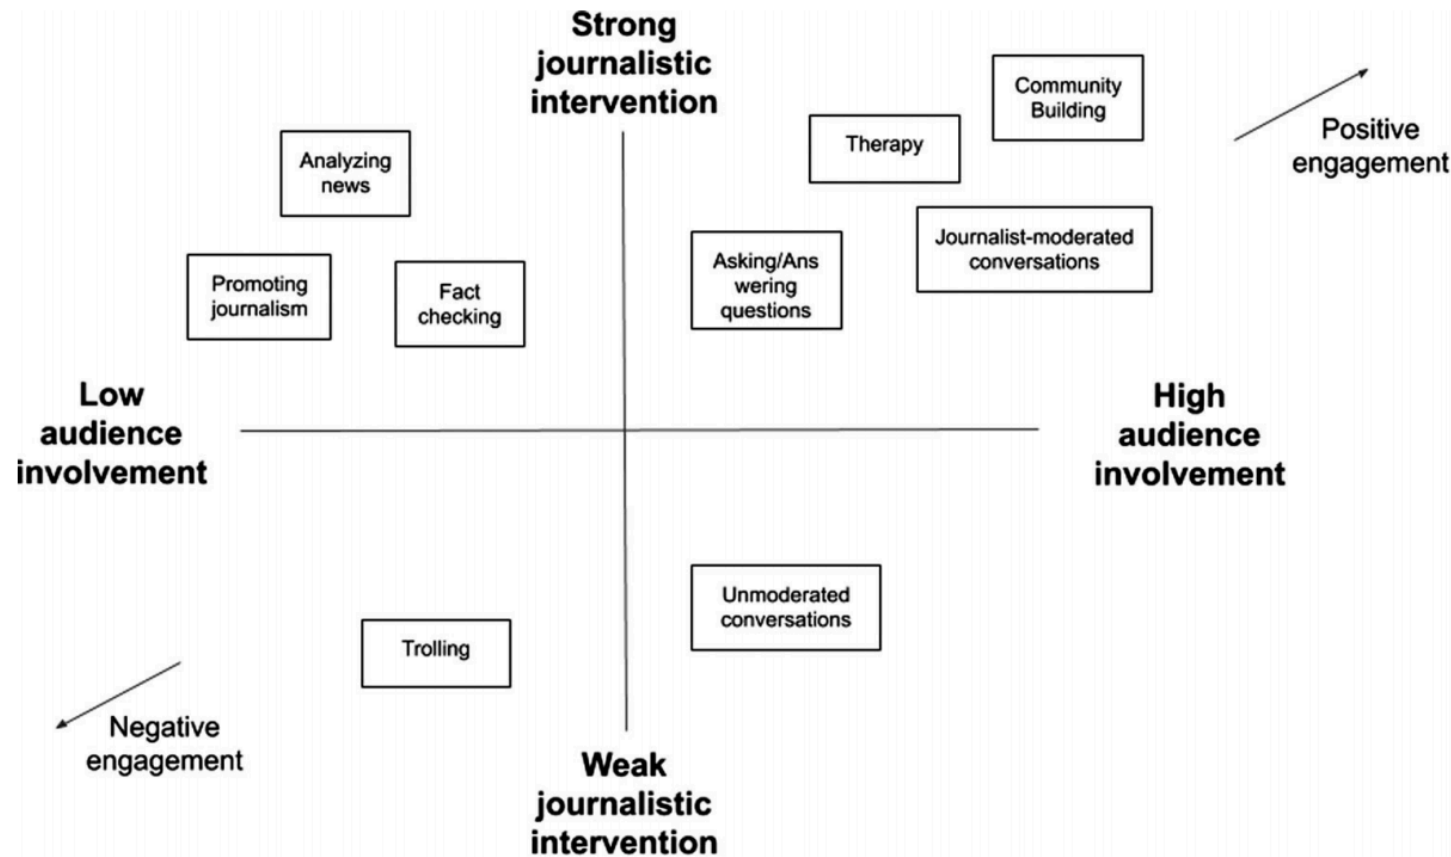 Strong
journalistic
intervention
Community
Building
Positive
engagement
Therapy
Analyzing
news
Journalist-moderated
conversations
Asking/Ans
wering
questions
Promoting
journalism
Fact
checking
Low
audience
involvement
High
audience
involvement
Unmoderated
conversations
Trolling
Negative
engagement
Weak
journalistic
intervention